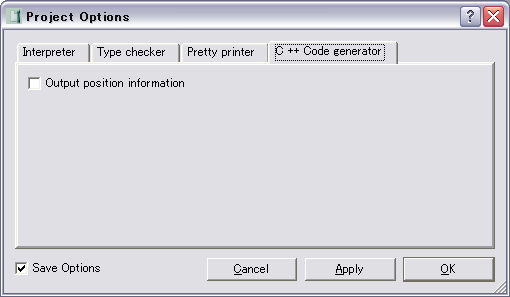 Project Options
Interpreter Type checker Pretty printer C ++ Code generator
Output position information
Save Options Cancel Apply OK